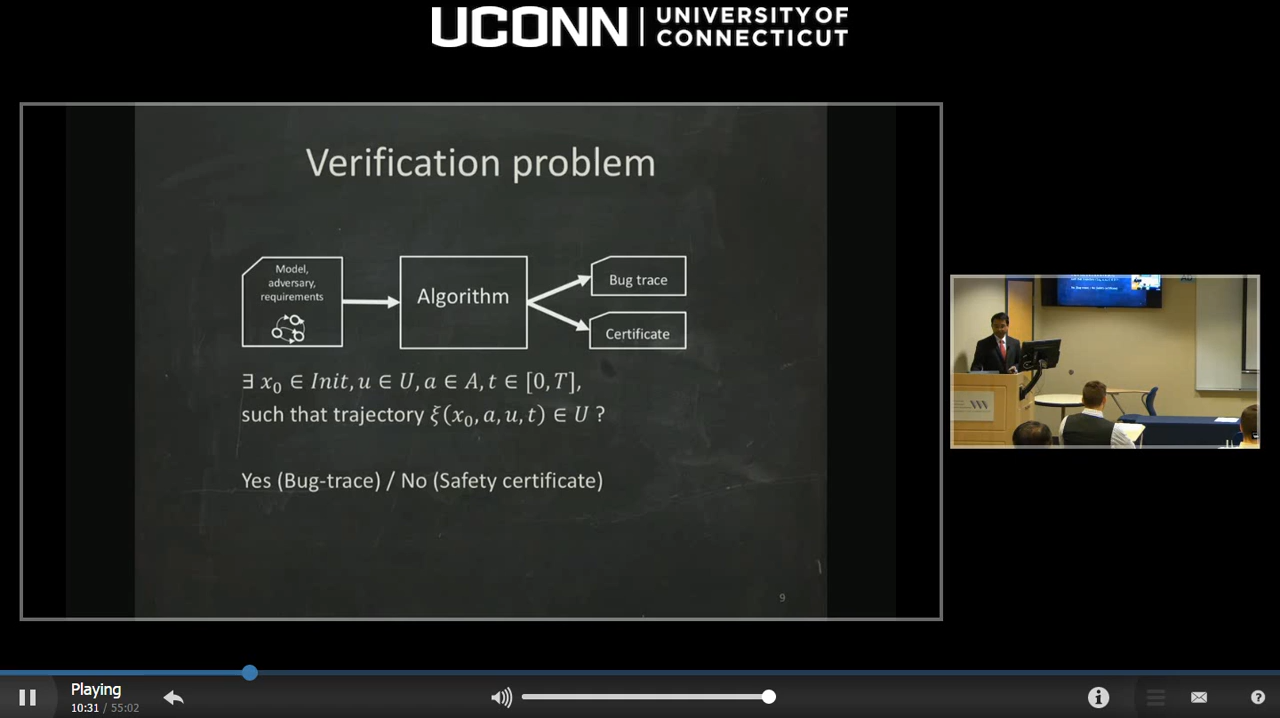 UCONN
UNIVERSITY OF
CONNECTICUT
Verification problem
Model,
adversary,
requirements
Algorithm
Bug trace
Certificate
∃ x₀ ∈ Init, u ∈ U, a ∈ A, t ∈ [0, T],
such that trajectory ξ(x₀, a, u, t) ∈ U ?
Yes (Bug-trace) / No (Safety certificate)
9
Playing
10:31 / 55:02